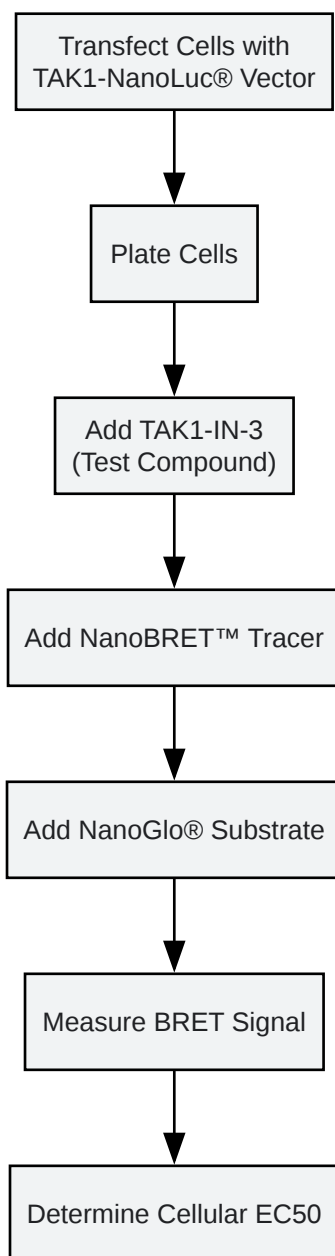 Transfect Cells with
TAK1-NanoLuc® Vector
Plate Cells
Add TAK1-IN-3
(Test Compound)
Add NanoBRET™ Tracer
Add NanoGlo® Substrate
Measure BRET Signal
Determine Cellular EC50